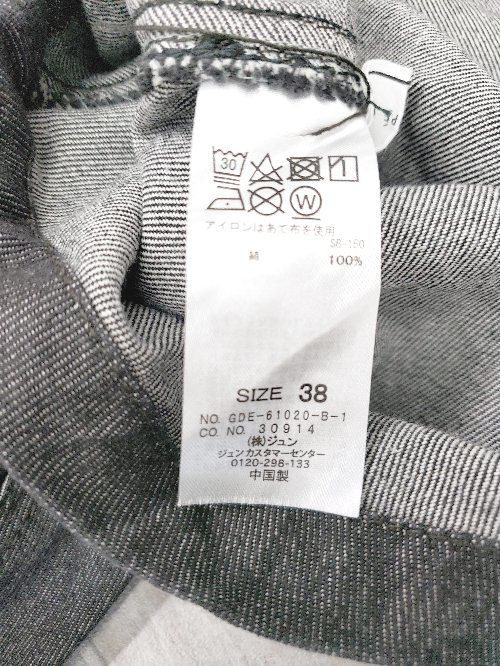 30
W
アイロンはあて布を使用
S8-150
綿 100%
SIZE 38
NO. GDE-61020-B-1
CO. NO. 30914
(株)ジュン
ジュンカスタマーセンター
0120-298-133
中国製